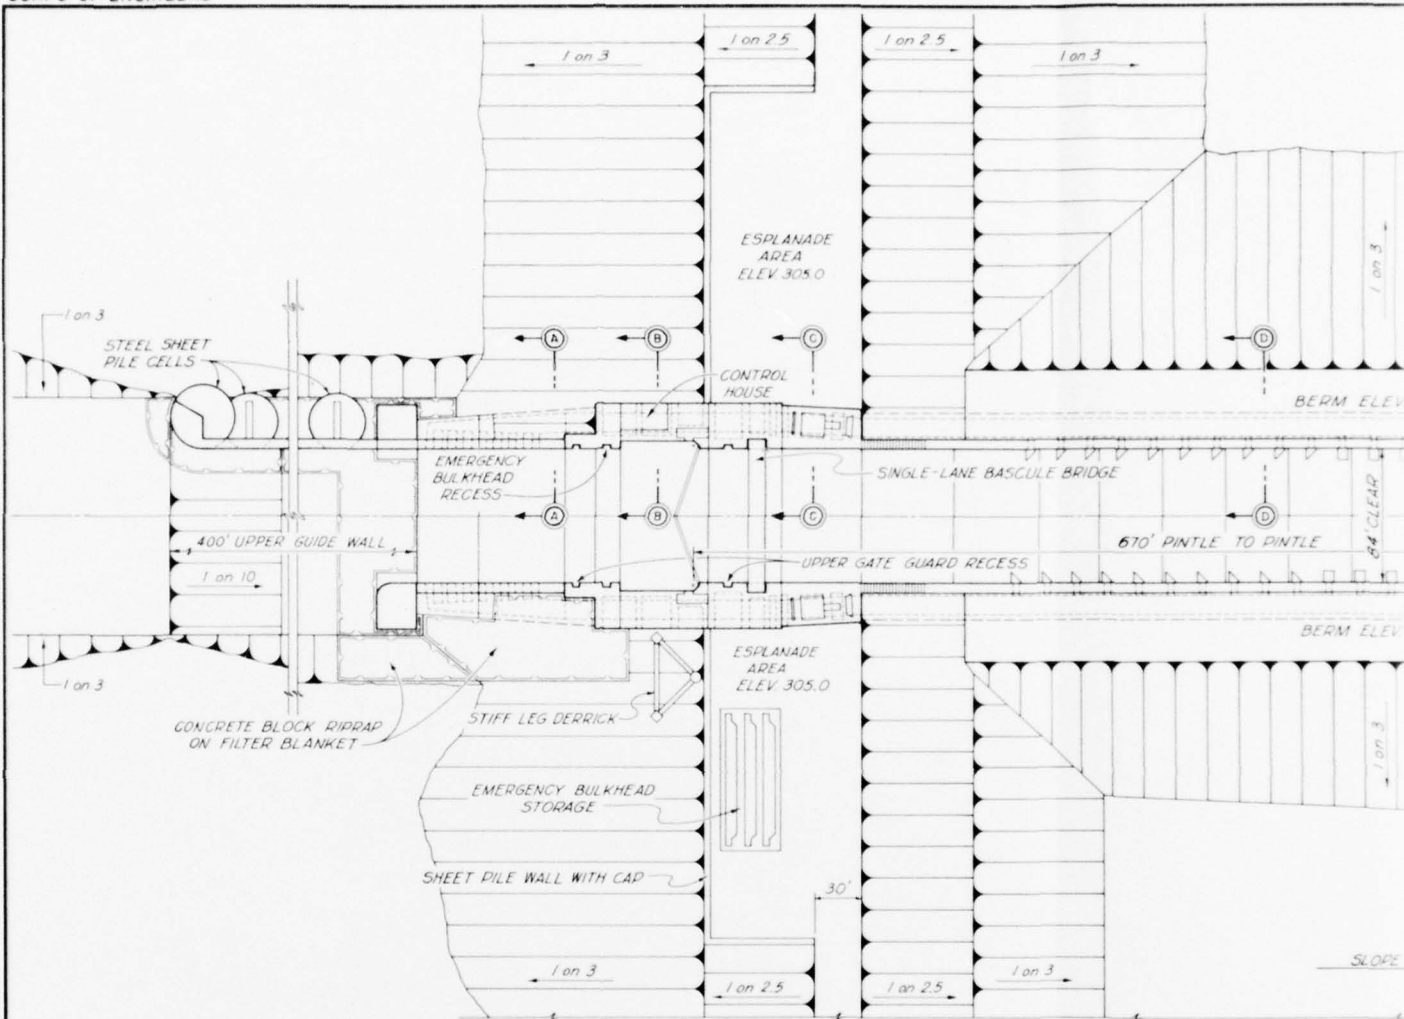 1 on 3
1 on 2.5
1 on 2.5
1 on 3
ESPLANADE
AREA
ELEV. 305.0
1 on 3
1 on 3
STEEL SHEET
PILE CELLS
A
B
C
D
CONTROL
HOUSE
BERM ELEV.
EMERGENCY
BULKHEAD
RECESS
SINGLE-LANE BASCULE BRIDGE
84' CLEAR
A
B
C
D
400' UPPER GUIDE WALL
670' PINTLE TO PINTLE
UPPER GATE GUARD RECESS
1 on 10
BERM ELEV.
1 on 3
ESPLANADE
AREA
ELEV. 305.0
STIFF LEG DERRICK
CONCRETE BLOCK RIPRAP
ON FILTER BLANKET
1 on 3
EMERGENCY BULKHEAD
STORAGE
SHEET PILE WALL WITH CAP
30'
SLOPE
1 on 3
1 on 2.5
1 on 2.5
1 on 3